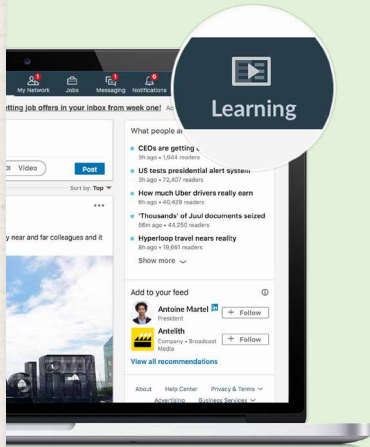 My Network
Jobs
Messaging
Notifications
Learning
etting job offers in your inbox from week one!
What people a
Video
Post
Sort by: Top
CEOs are getting
3h ago • 1,944 readers
US tests presidential alert system
3h ago • 72,407 readers
How much Uber drivers really earn
6h ago • 40,429 readers
'Thousands' of Juul documents seized
56m ago • 44,250 readers
Hyperloop travel nears reality
8h ago • 19,661 readers
Show more
y near and far colleagues and it
Add to your feed
Antoine Martel in
President
+ Follow
Antelith
Company • Broadcast
Media
+ Follow
View all recommendations
About Help Center Privacy & Terms
Advertising Business Services